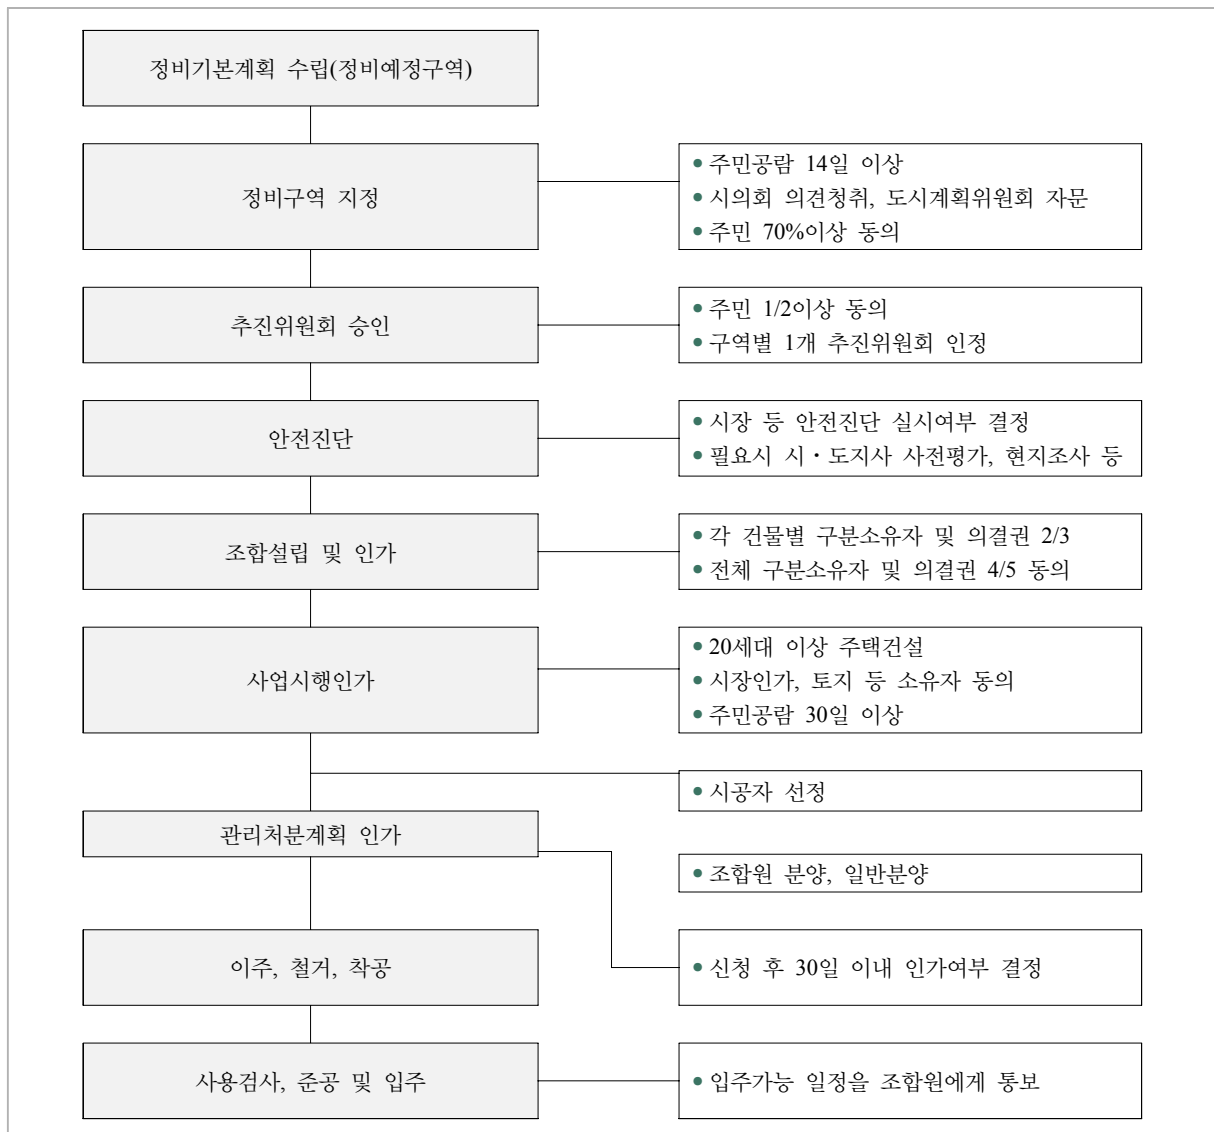 정비기본계획 수립(정비예정구역)
정비구역 지정
• 주민공람 14일 이상
• 시의회 의견청취, 도시계획위원회 자문
• 주민 70%이상 동의
추진위원회 승인
• 주민 1/2이상 동의
• 구역별 1개 추진위원회 인정
안전진단
• 시장 등 안전진단 실시여부 결정
• 필요시 시・도지사 사전평가, 현지조사 등
조합설립 및 인가
• 각 건물별 구분소유자 및 의결권 2/3
• 전체 구분소유자 및 의결권 4/5 동의
사업시행인가
• 20세대 이상 주택건설
• 시장인가, 토지 등 소유자 동의
• 주민공람 30일 이상
• 시공자 선정
관리처분계획 인가
• 조합원 분양, 일반분양
이주, 철거, 착공
• 신청 후 30일 이내 인가여부 결정
사용검사, 준공 및 입주
• 입주가능 일정을 조합원에게 통보